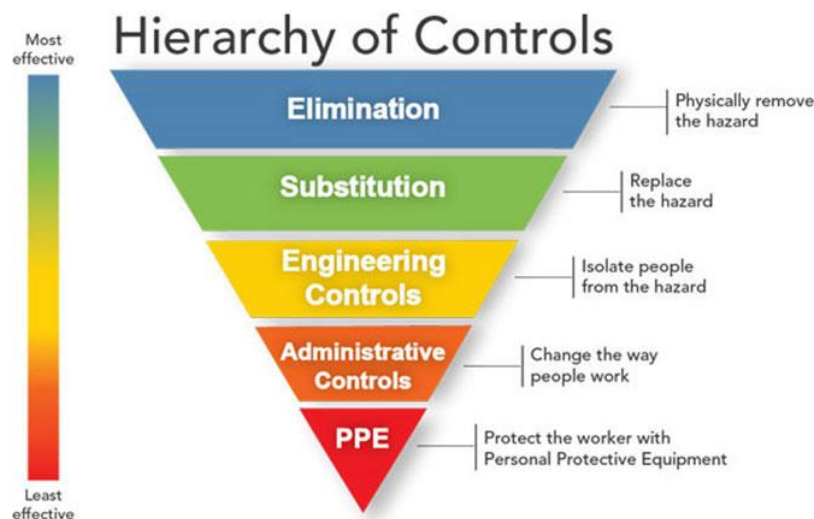 Hierarchy of Controls
Most
effective
Elimination
Physically remove
the hazard
Substitution
Replace
the hazard
Engineering
Controls
Isolate people
from the hazard
Administrative
Controls
Change the way
people work
PPE
Protect the worker with
Personal Protective Equipment
Least
effective